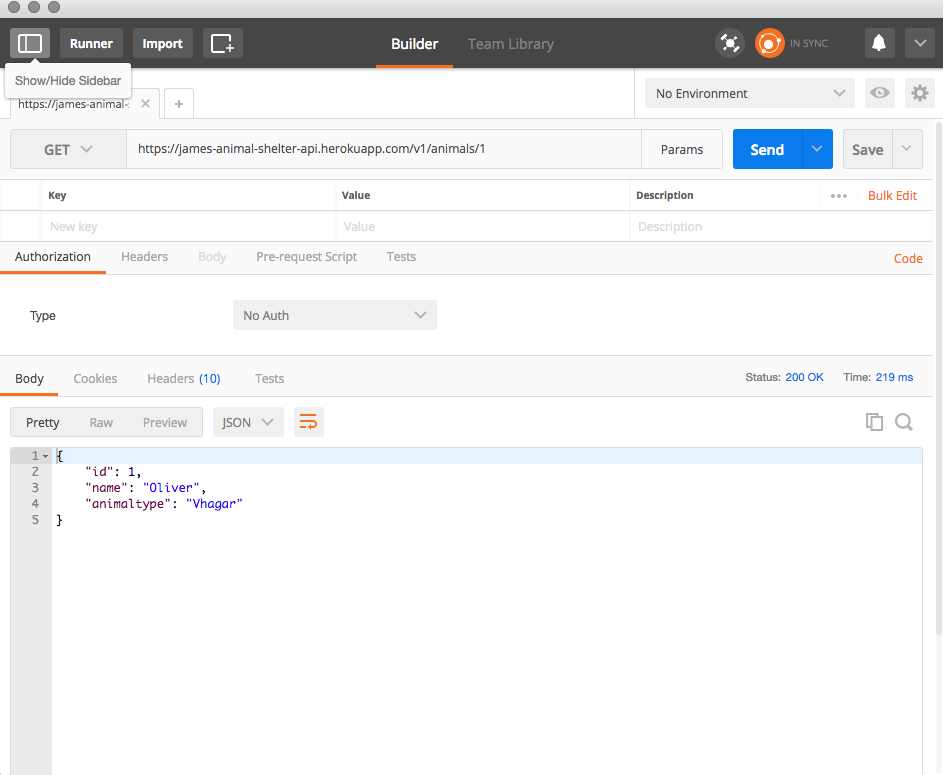 Runner Import Builder Team Library IN SYNC
Show/Hide Sidebar
https://james-animal-s
No Environment
GET https://james-animal-shelter-api.herokuapp.com/v1/animals/1 Params Send Save
Key Value Description Bulk Edit
New key Value Description
Authorization Headers Body Pre-request Script Tests Code
Type No Auth
Body Cookies Headers (10) Tests Status: 200 OK Time: 219 ms
Pretty Raw Preview JSON
1 {
2 "id": 1,
3 "name": "Oliver",
4 "animaltype": "Vhagar"
5 }